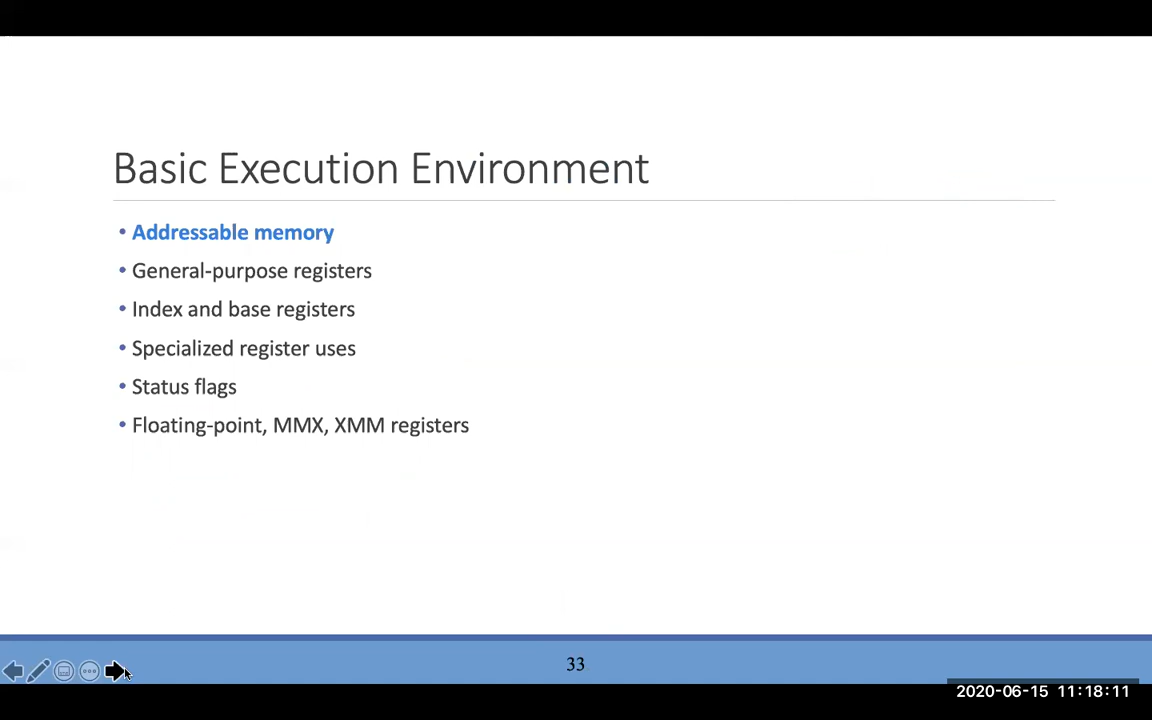 Basic Execution Environment
• Addressable memory
• General-purpose registers
• Index and base registers
• Specialized register uses
• Status flags
• Floating-point, MMX, XMM registers
33
2020-06-15 11:18:11